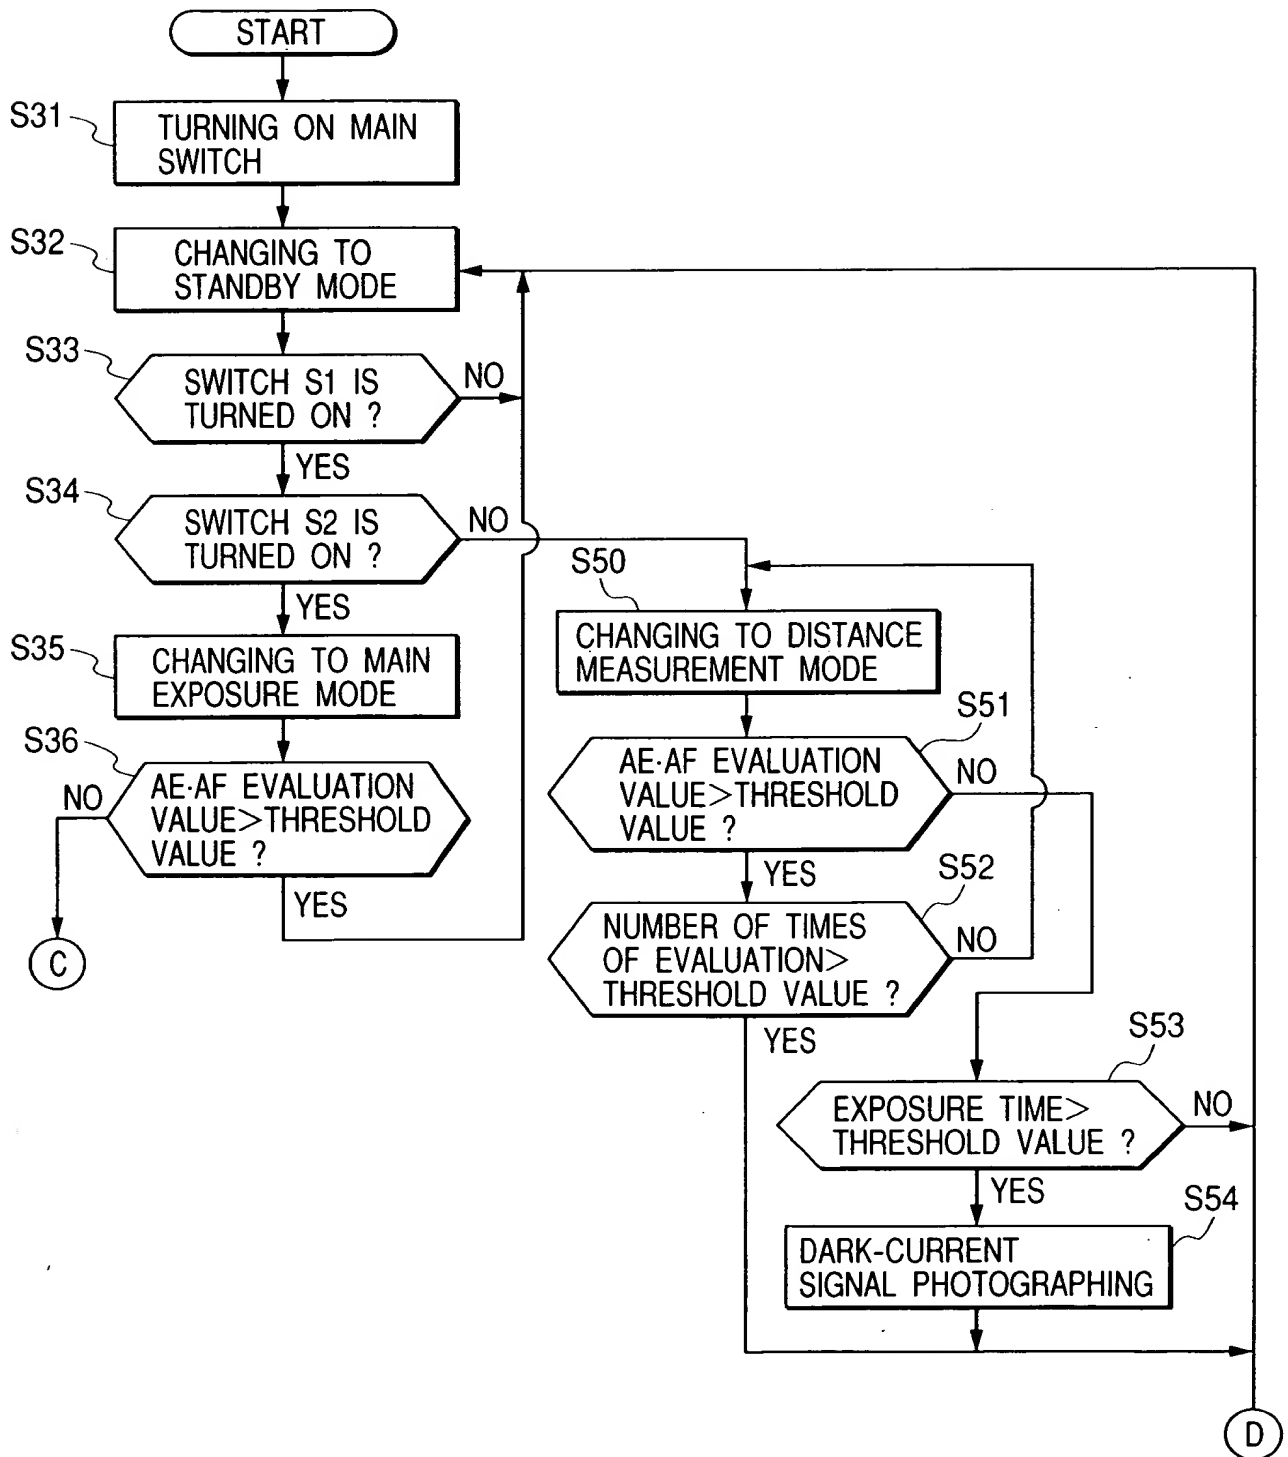 START
S31
TURNING ON MAIN
SWITCH
S32
CHANGING TO
STANDBY MODE
S33
SWITCH S1 IS
TURNED ON ?
NO
YES
S34
SWITCH S2 IS
TURNED ON ?
NO
YES
S35
CHANGING TO MAIN
EXPOSURE MODE
S36
AE·AF EVALUATION
VALUE>THRESHOLD
VALUE ?
NO
YES
C
S50
CHANGING TO DISTANCE
MEASUREMENT MODE
S51
AE·AF EVALUATION
VALUE>THRESHOLD
VALUE ?
NO
YES
S52
NUMBER OF TIMES
OF EVALUATION>
THRESHOLD VALUE ?
NO
YES
S53
EXPOSURE TIME>
THRESHOLD VALUE ?
NO
YES
S54
DARK-CURRENT
SIGNAL PHOTOGRAPHING
D